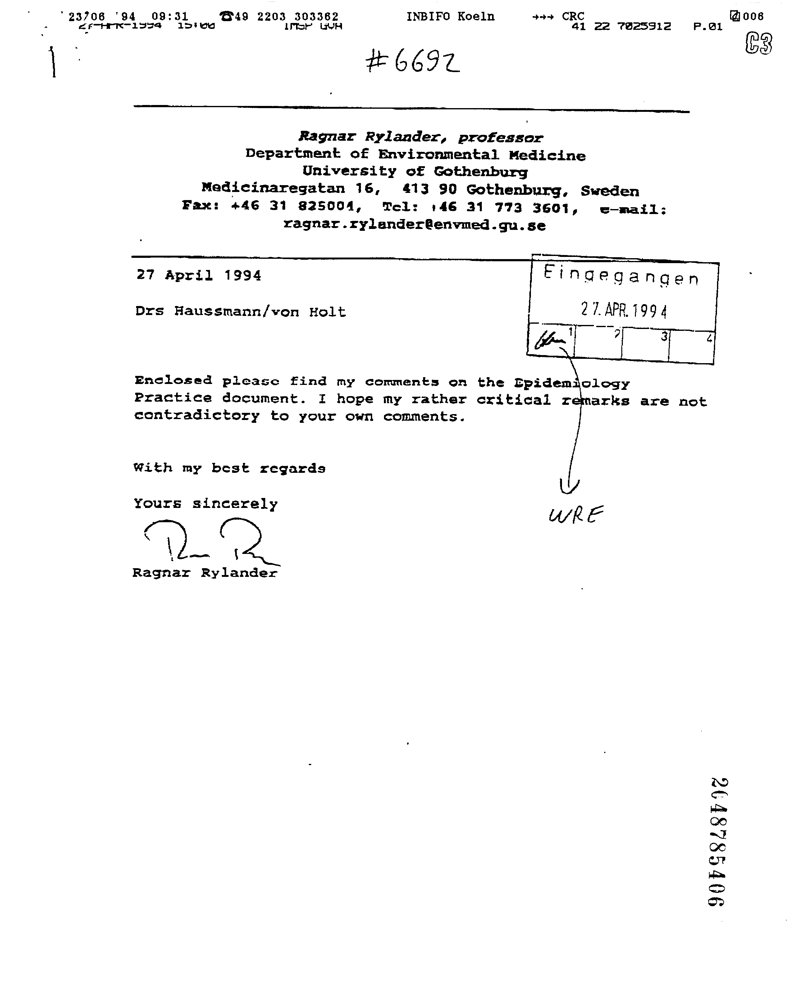 23/06 '94 09:31 ☎49 2203 303362 INBIFO Koeln +++ CRC 006
27-APR-1994 15:00 41 22 7025912 P.01
C3
#6692
Ragnar Rylander, professor
Department of Environmental Medicine
University of Gothenburg
Medicinaregatan 16, 413 90 Gothenburg, Sweden
Fax: +46 31 825004, Tel: +46 31 773 3601, e-mail:
ragnar.rylander@envmed.gu.se
27 April 1994
Eingegangen
27. APR. 1994
1 2 3 4
Drs Haussmann/von Holt
Enclosed please find my comments on the Epidemiology
Practice document. I hope my rather critical remarks are not
contradictory to your own comments.
With my best regards
Yours sincerely
WRE
Ragnar Rylander
2048785406